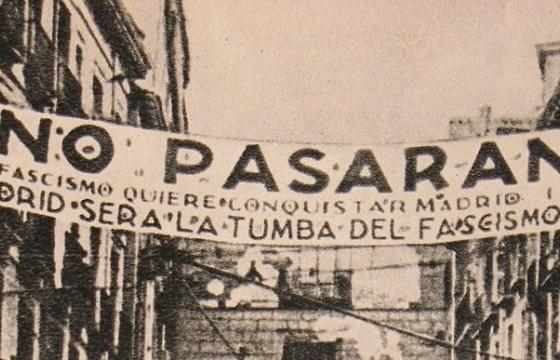 NO PASARAN
FASCISMO QUIERE CONQUISTAR MADRID
DRID SERA LA TUMBA DEL FASCISMO